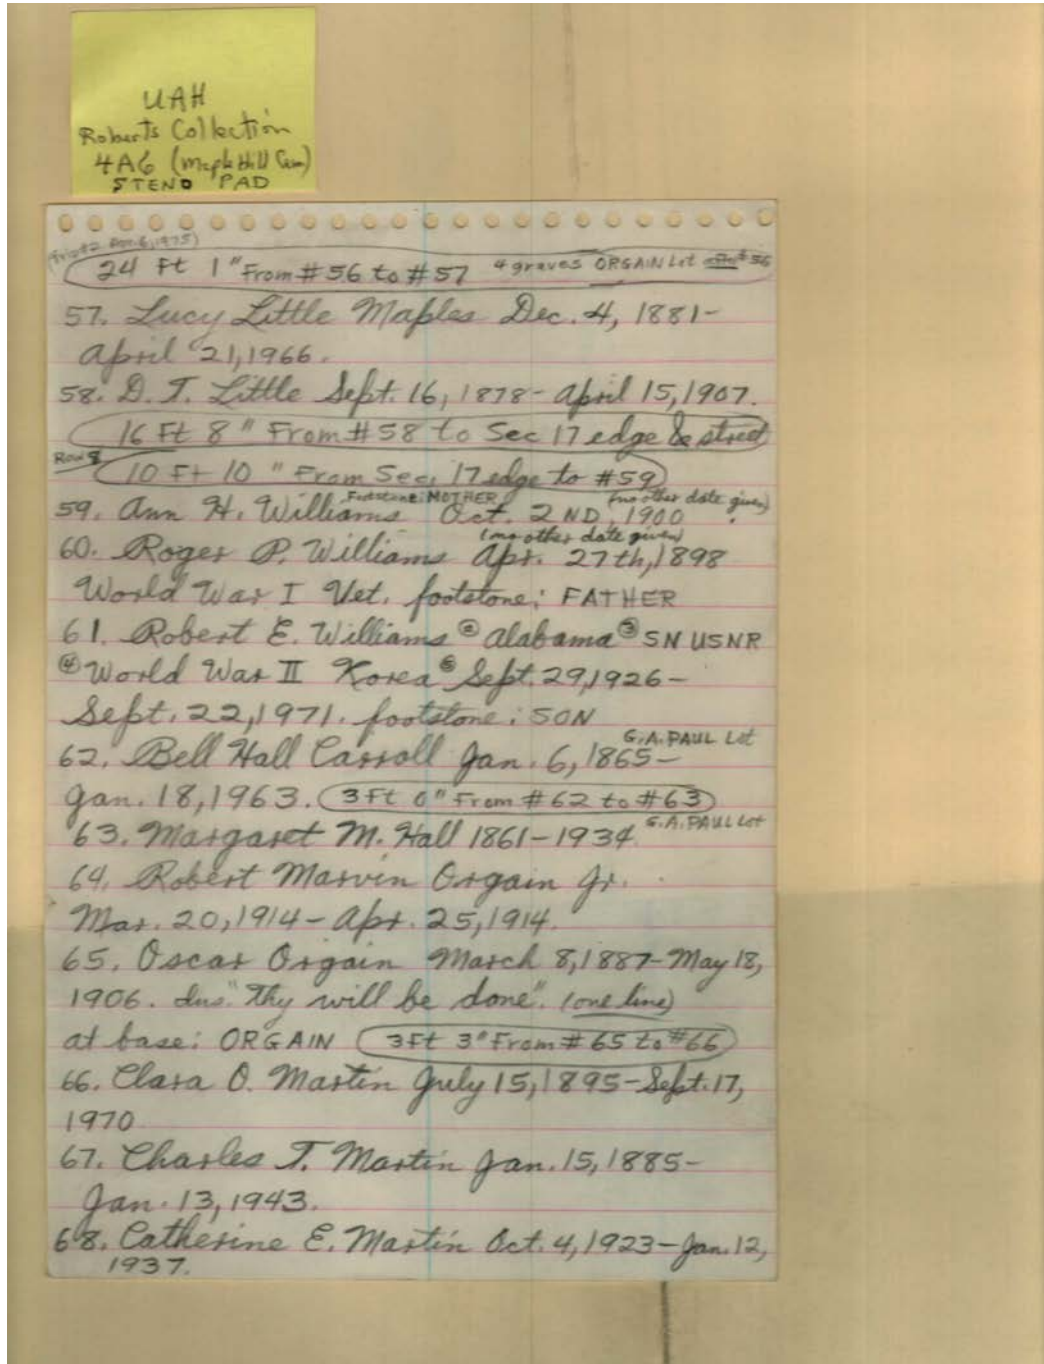 UAH
Roberts Collection
4A6 (Maple Hill Cem)
STENO PAD
(Trip #2 Apr. 6, 1975)
24 Ft 1" From #56 to #57 4 graves ORGAIN Lot #56
57. Lucy Little Maples Dec. 4, 1881-
April 21, 1966.
58. D. T. Little Sept. 16, 1878- April 15, 1907.
16 Ft 8" From #58 to Sec 17 edge & street
Row 8
10 Ft 10" From Sec. 17 edge to #59
Footstone: MOTHER (no other date given)
59. Ann H. Williams Oct. 2ND, 1900.
(no other date given)
60. Roger P. Williams Apr. 27th, 1898
World War I Vet. footstone: FATHER
61. Robert E. Williams ② Alabama ③ SN USNR
④ World War II Korea ⑤ Sept. 29, 1926-
Sept. 22, 1971. footstone: SON
G.A. PAUL Lot
62. Bell Hall Carroll Jan. 6, 1865-
Jan. 18, 1963. 3 Ft 0" From #62 to #63
63. Margaret M. Hall 1861-1934 G.A. PAUL Lot
64. Robert Marvin Orgain Jr.
Mar. 20, 1914- Apr. 25, 1914.
65. Oscar Orgain March 8, 1887-May 18,
1906. Ins "Thy will be done". (one line)
at base: ORGAIN 3 Ft 3" From #65 to #66
66. Clara O. Martin July 15, 1895-Sept. 17,
1970
67. Charles T. Martin Jan. 15, 1885-
Jan. 13, 1943.
68. Catherine E. Martin Oct. 4, 1923-Jan. 12,
1937.